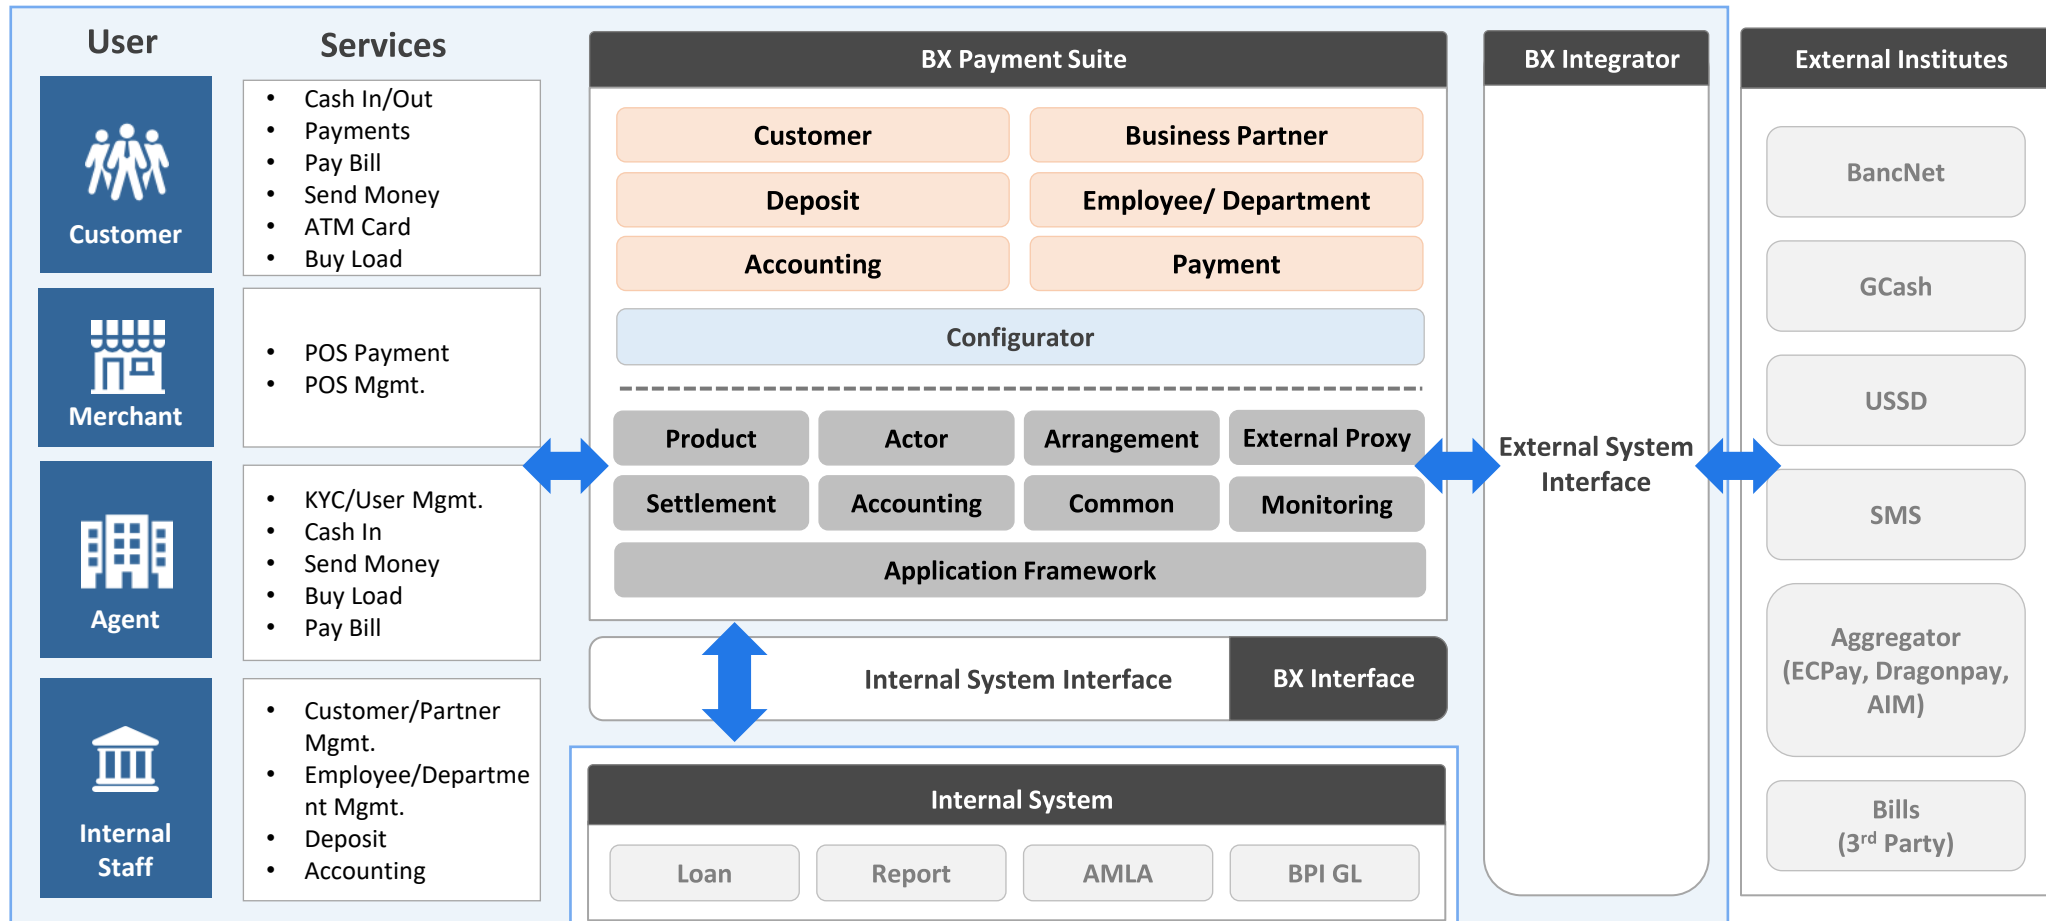 User
Services
Customer
• Cash In/Out
• Payments
• Pay Bill
• Send Money
• ATM Card
• Buy Load
Merchant
• POS Payment
• POS Mgmt.
Agent
• KYC/User Mgmt.
• Cash In
• Send Money
• Buy Load
• Pay Bill
Internal
Staff
• Customer/Partner
Mgmt.
• Employee/Departme
nt Mgmt.
• Deposit
• Accounting
BX Payment Suite
Customer
Business Partner
Deposit
Employee/ Department
Accounting
Payment
Configurator
Product
Actor
Arrangement
External Proxy
Settlement
Accounting
Common
Monitoring
Application Framework
Internal System Interface
BX Interface
Internal System
Loan
Report
AMLA
BPI GL
BX Integrator
External System
Interface
External Institutes
BancNet
GCash
USSD
SMS
Aggregator
(ECPay, Dragonpay,
AIM)
Bills
(3rd Party)